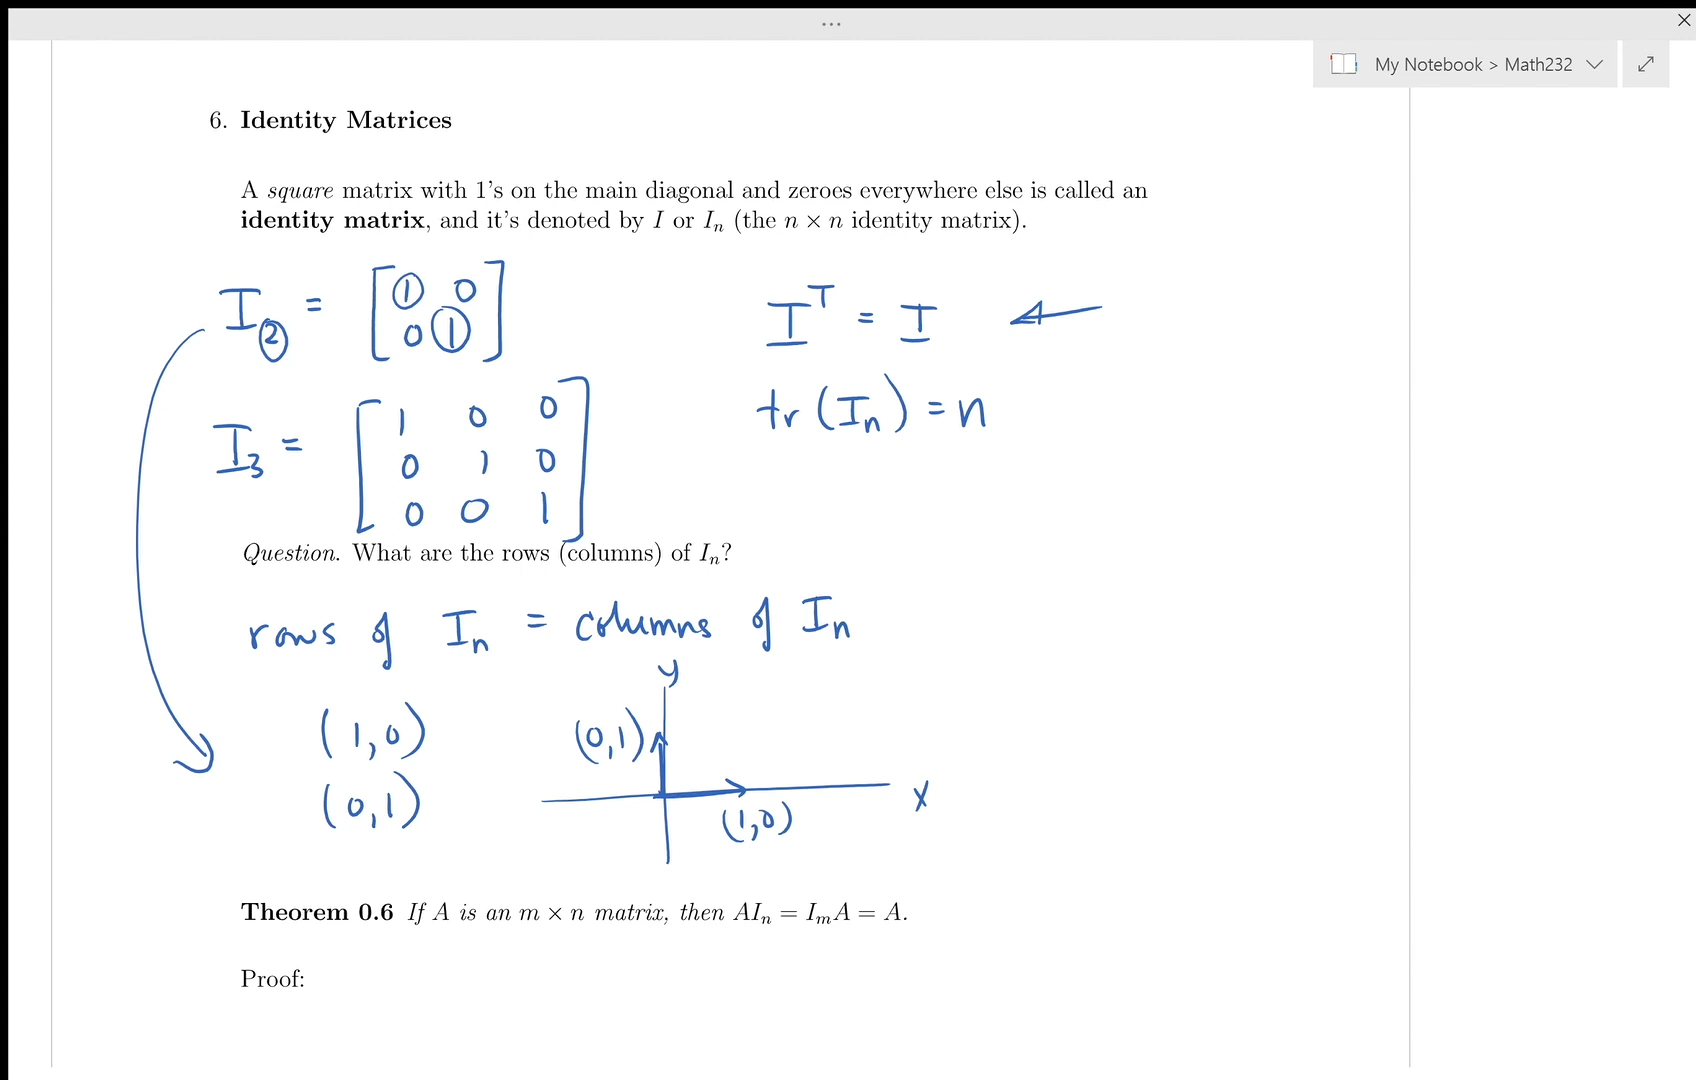 My Notebook > Math232
6. Identity Matrices
A square matrix with 1's on the main diagonal and zeroes everywhere else is called an
identity matrix, and it's denoted by I or Iₙ (the n × n identity matrix).
I₂ = [1 0
0 1]
Iᵀ = I
I₃ = [1 0 0
0 1 0
0 0 1]
tr(Iₙ) = n
Question. What are the rows (columns) of Iₙ?
rows of Iₙ = columns of Iₙ
(1,0)
(0,1)
y
(0,1)
x
(1,0)
Theorem 0.6 If A is an m × n matrix, then AIₙ = IₘA = A.
Proof: